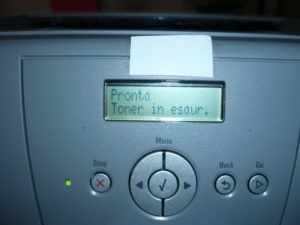 Pronta
Toner in esaur.
Menu
Stop
Back
Go